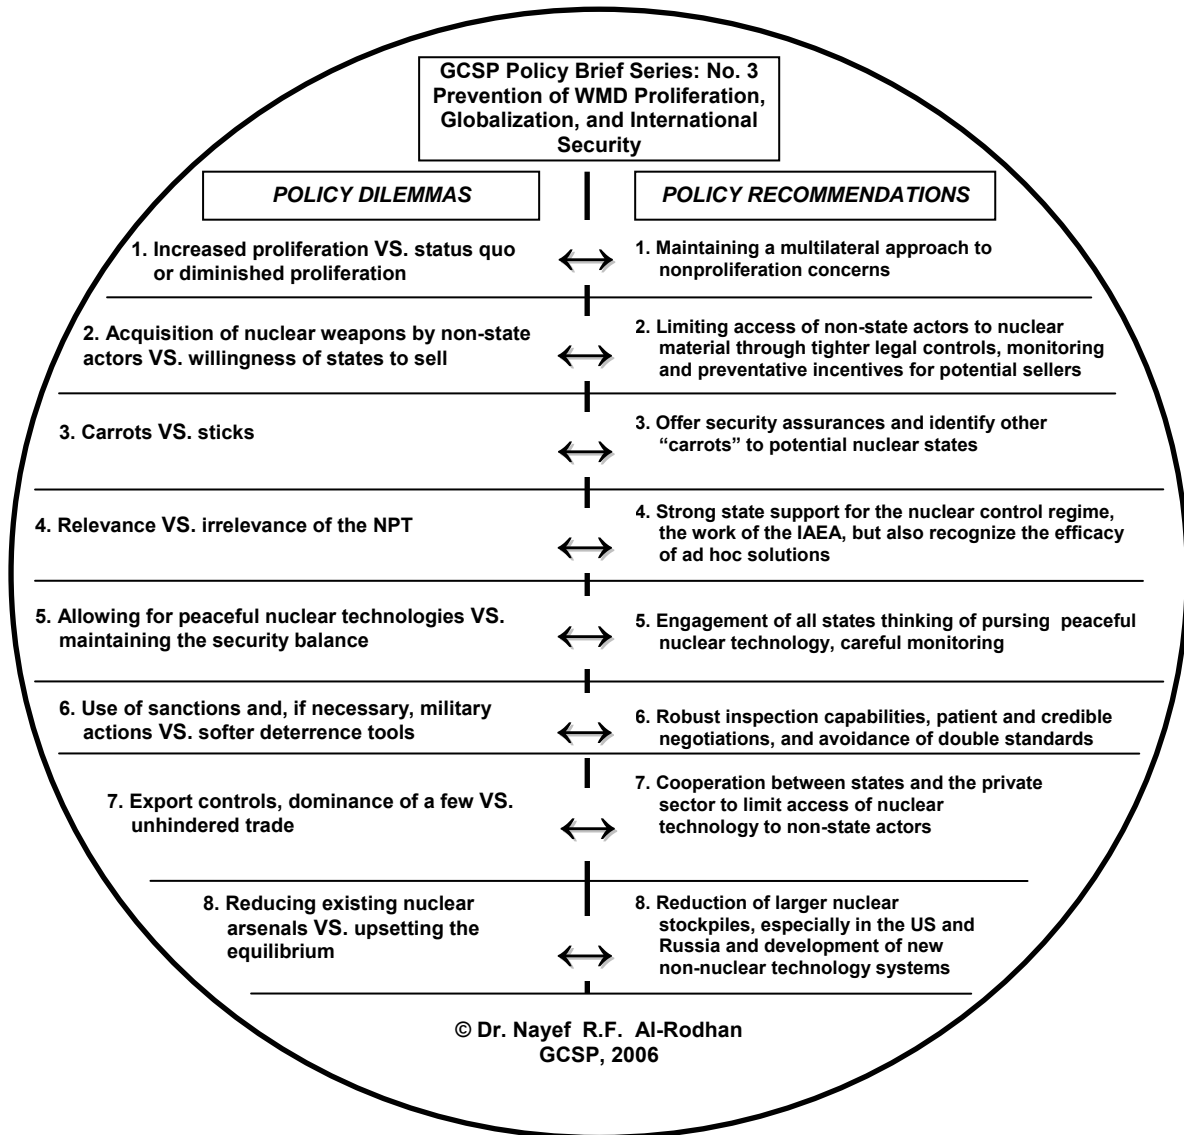 GCSP Policy Brief Series: No. 3
Prevention of WMD Proliferation,
Globalization, and International
Security
POLICY DILEMMAS
POLICY RECOMMENDATIONS
1. Increased proliferation VS. status quo
or diminished proliferation
1. Maintaining a multilateral approach to
nonproliferation concerns
2. Acquisition of nuclear weapons by non-state
actors VS. willingness of states to sell
2. Limiting access of non-state actors to nuclear
material through tighter legal controls, monitoring
and preventative incentives for potential sellers
3. Carrots VS. sticks
3. Offer security assurances and identify other
“carrots” to potential nuclear states
4. Relevance VS. irrelevance of the NPT
4. Strong state support for the nuclear control regime,
the work of the IAEA, but also recognize the efficacy
of ad hoc solutions
5. Allowing for peaceful nuclear technologies VS.
maintaining the security balance
5. Engagement of all states thinking of pursing peaceful
nuclear technology, careful monitoring
6. Use of sanctions and, if necessary, military
actions VS. softer deterrence tools
6. Robust inspection capabilities, patient and credible
negotiations, and avoidance of double standards
7. Export controls, dominance of a few VS.
unhindered trade
7. Cooperation between states and the private
sector to limit access of nuclear
technology to non-state actors
8. Reducing existing nuclear
arsenals VS. upsetting the
equilibrium
8. Reduction of larger nuclear
stockpiles, especially in the US and
Russia and development of new
non-nuclear technology systems
© Dr. Nayef R.F. Al-Rodhan
GCSP, 2006